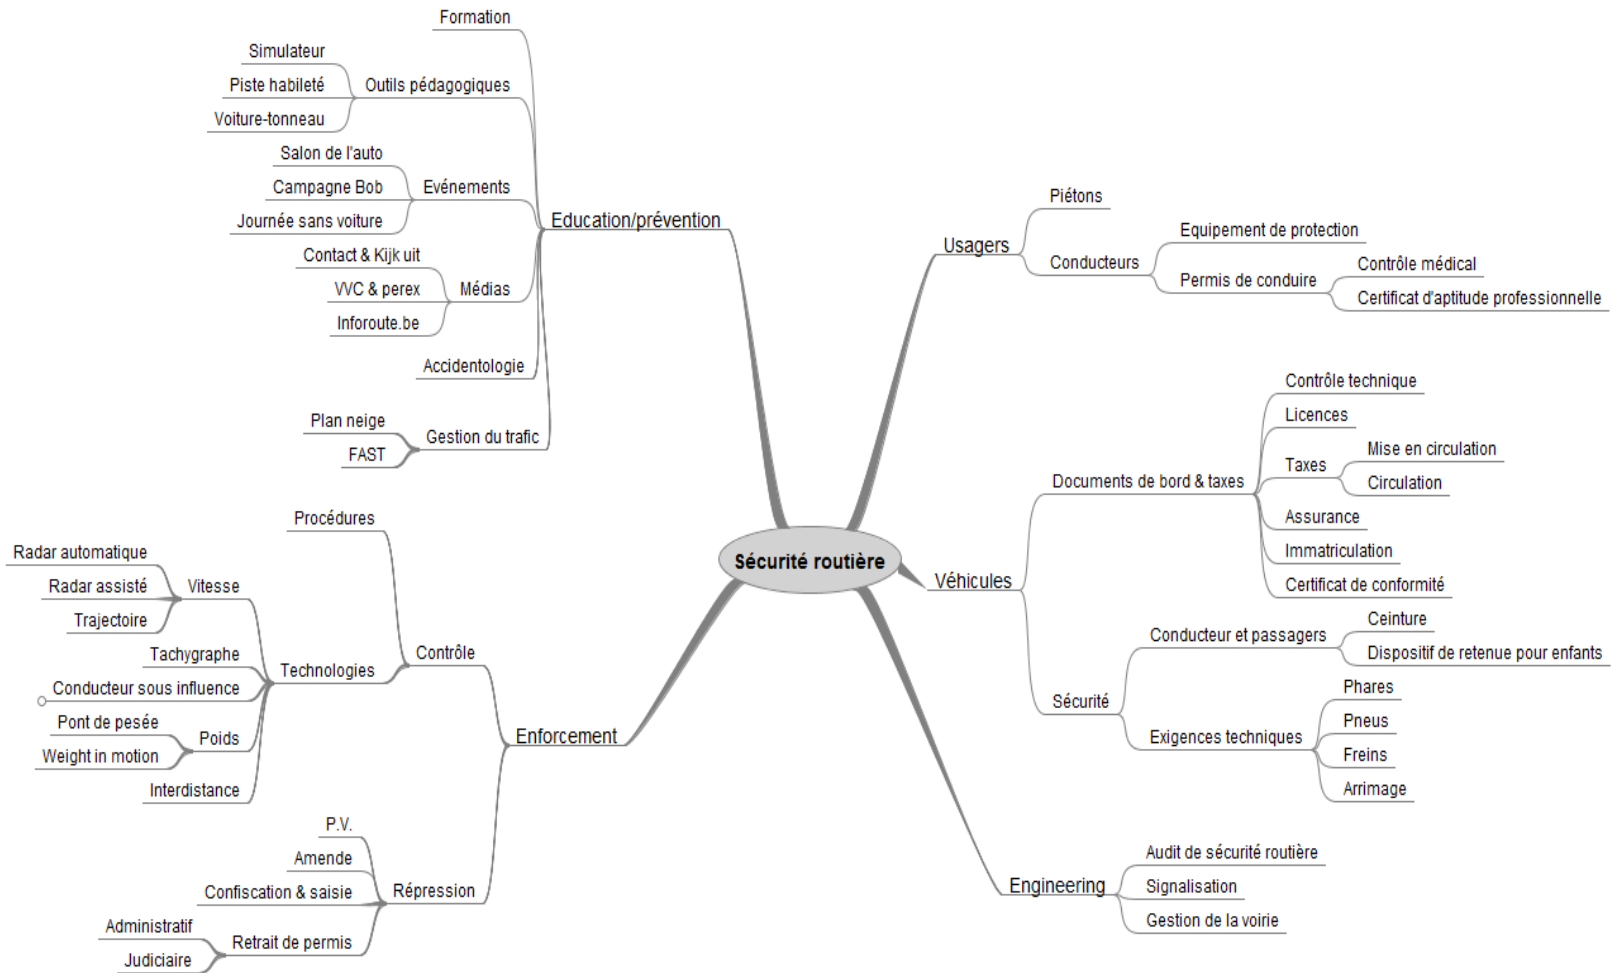 Sécurité routière
Education/prévention
Formation
Outils pédagogiques
Simulateur
Piste habileté
Voiture-tonneau
Evénements
Salon de l'auto
Campagne Bob
Journée sans voiture
Médias
Contact & Kijk uit
VVC & perex
Inforoute.be
Accidentologie
Gestion du trafic
Plan neige
FAST
Enforcement
Contrôle
Procédures
Technologies
Vitesse
Radar automatique
Radar assisté
Trajectoire
Tachygraphe
Conducteur sous influence
Poids
Pont de pesée
Weight in motion
Interdistance
Répression
P.V.
Amende
Confiscation & saisie
Retrait de permis
Administratif
Judiciaire
Usagers
Piétons
Conducteurs
Equipement de protection
Permis de conduire
Contrôle médical
Certificat d'aptitude professionnelle
Véhicules
Documents de bord & taxes
Contrôle technique
Licences
Taxes
Mise en circulation
Circulation
Assurance
Immatriculation
Certificat de conformité
Sécurité
Conducteur et passagers
Ceinture
Dispositif de retenue pour enfants
Exigences techniques
Phares
Pneus
Freins
Arrimage
Engineering
Audit de sécurité routière
Signalisation
Gestion de la voirie